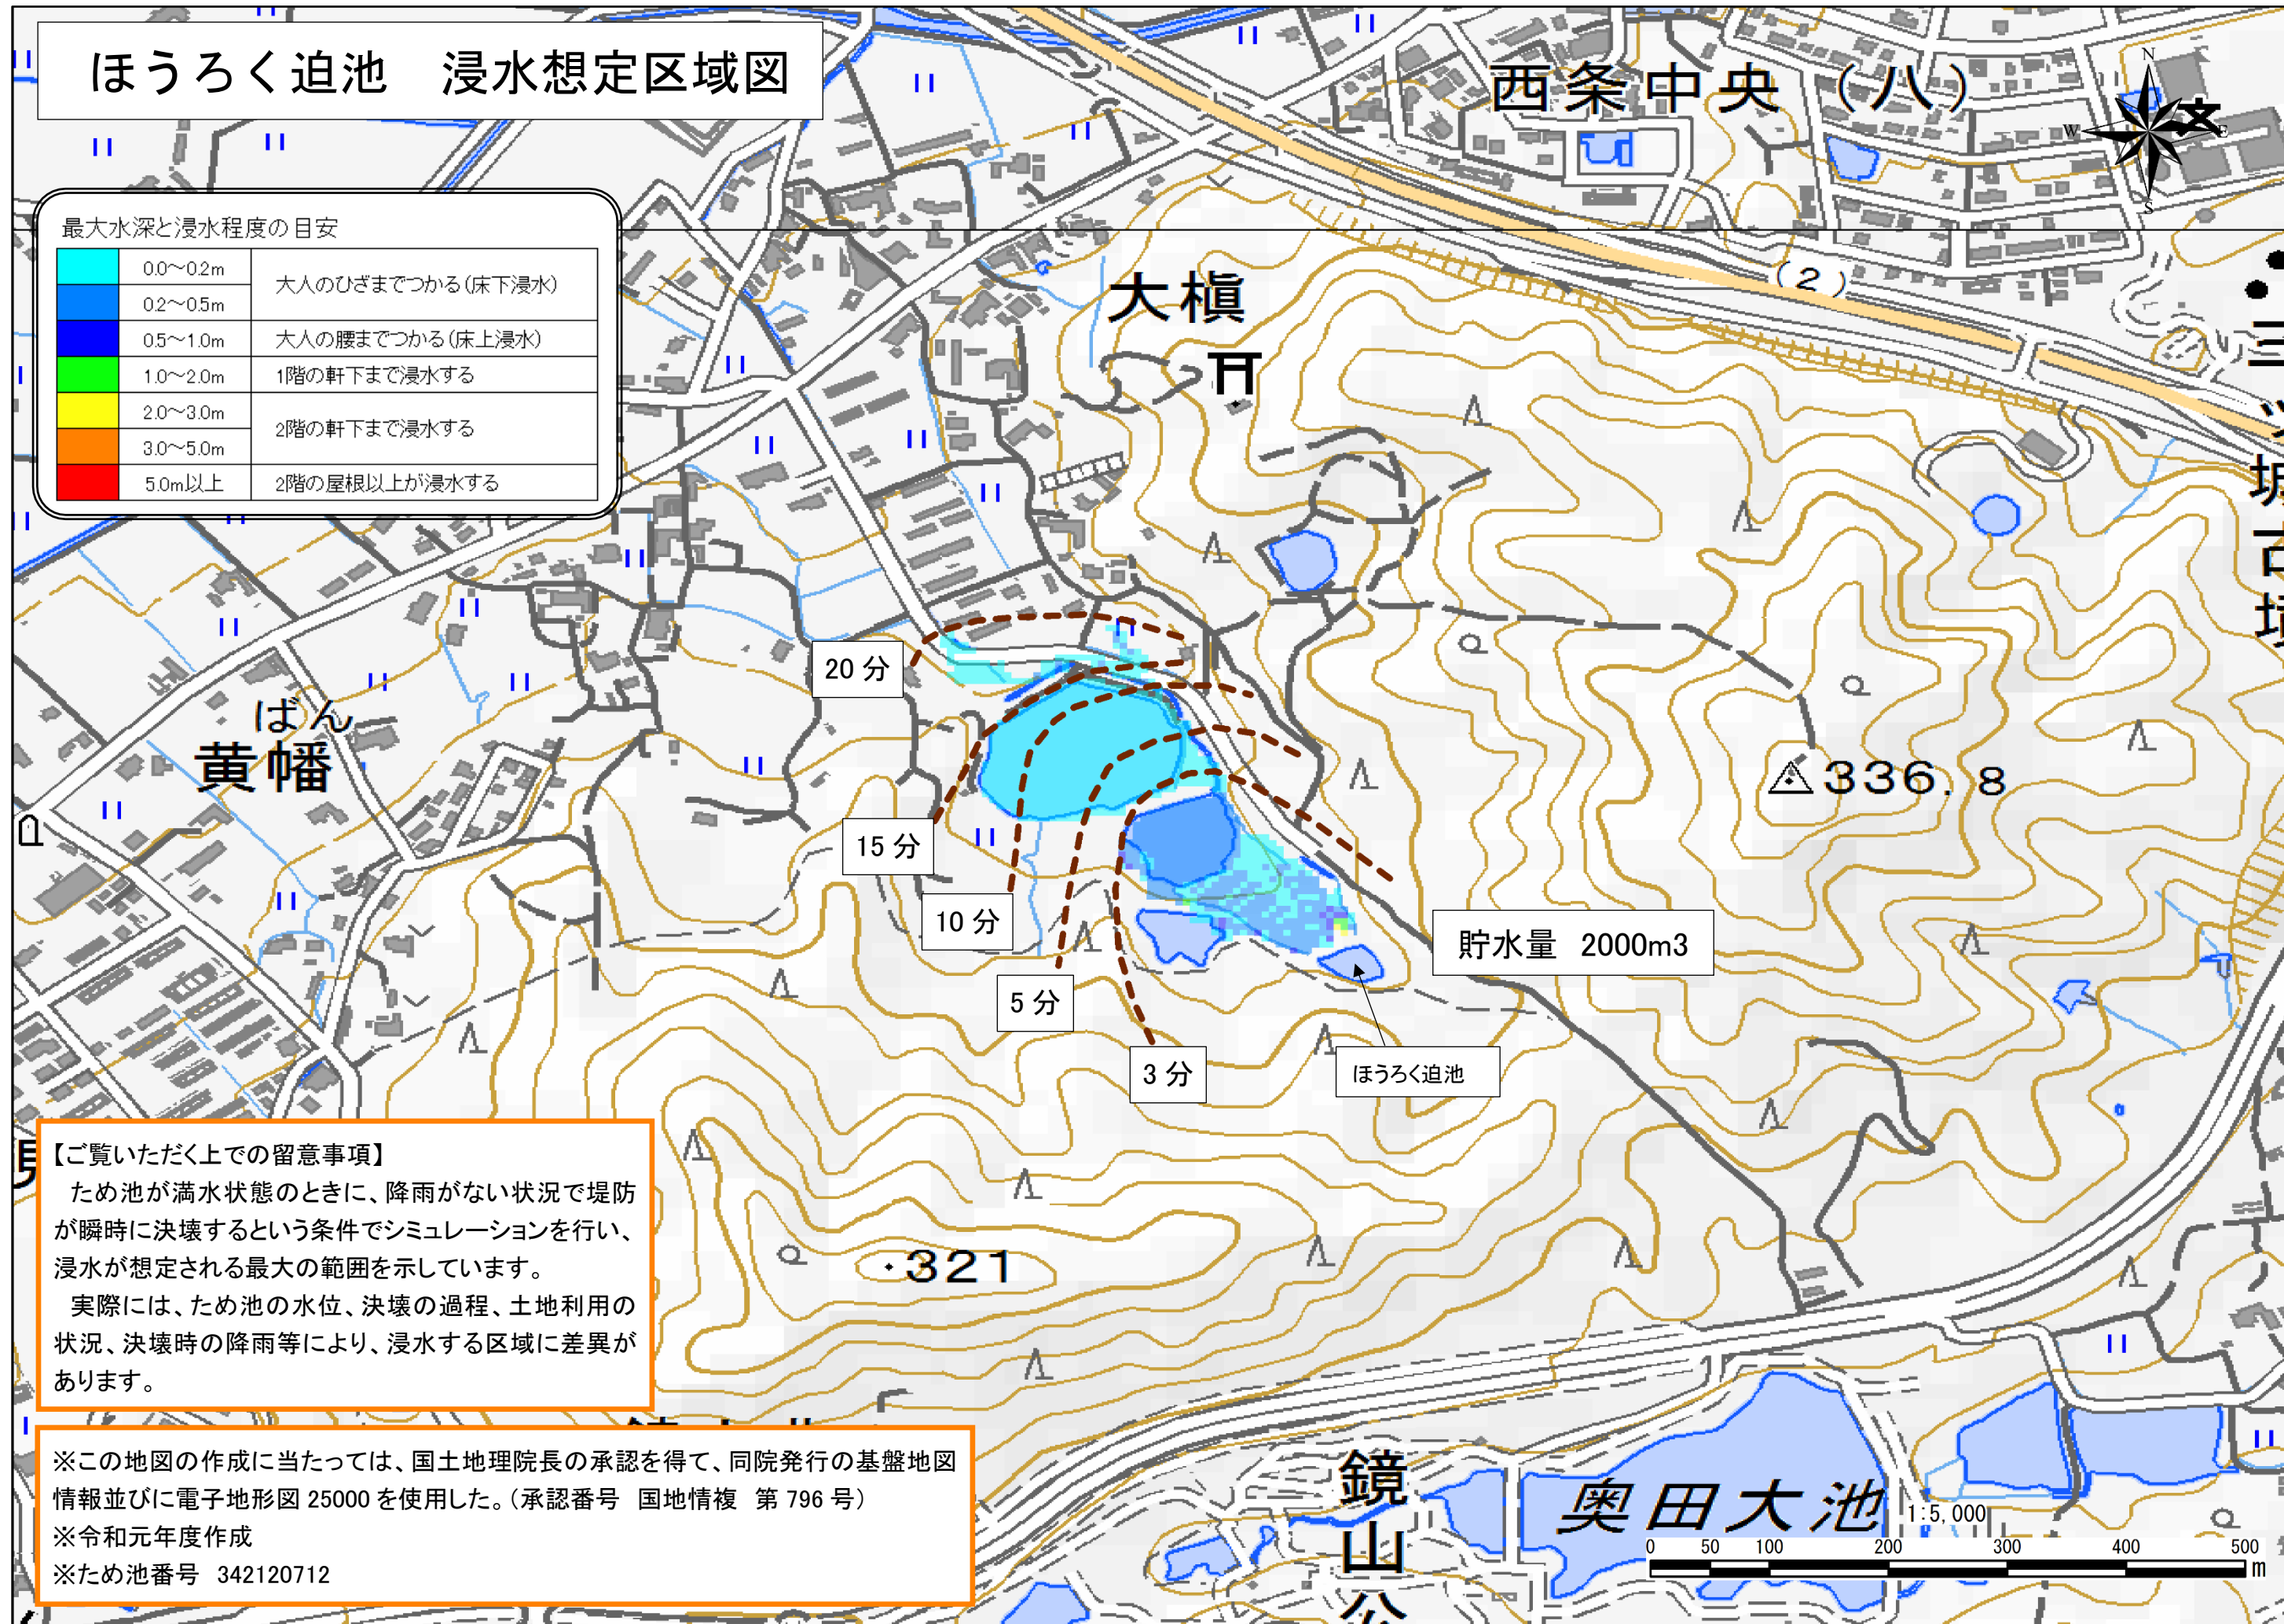 ほうろく迫池　浸水想定区域図
西条中央（八）
N
W
E
S
文
最大水深と浸水程度の目安
0.0～0.2m
大人のひざまでつかる（床下浸水）
0.2～0.5m
0.5～1.0m
大人の腰までつかる（床上浸水）
1.0～2.0m
1階の軒下まで浸水する
2.0～3.0m
2階の軒下まで浸水する
3.0～5.0m
5.0m以上
2階の屋根以上が浸水する
大槇
（2）
三ッ城古墳
20 分
ばん
黄幡
336.8
15 分
10 分
貯水量 2000m3
5 分
3 分
ほうろく迫池
【ご覧いただく上での留意事項】
ため池が満水状態のときに、降雨がない状況で堤防
が瞬時に決壊するという条件でシミュレーションを行い、
浸水が想定される最大の範囲を示しています。
実際には、ため池の水位、決壊の過程、土地利用の
状況、決壊時の降雨等により、浸水する区域に差異が
あります。
321
※この地図の作成に当たっては、国土地理院長の承認を得て、同院発行の基盤地図
情報並びに電子地形図 25000 を使用した。（承認番号 国地情複 第 796 号）
※令和元年度作成
※ため池番号 342120712
鏡山公
奥田大池
1:5,000
0 50 100 200 300 400 500
m